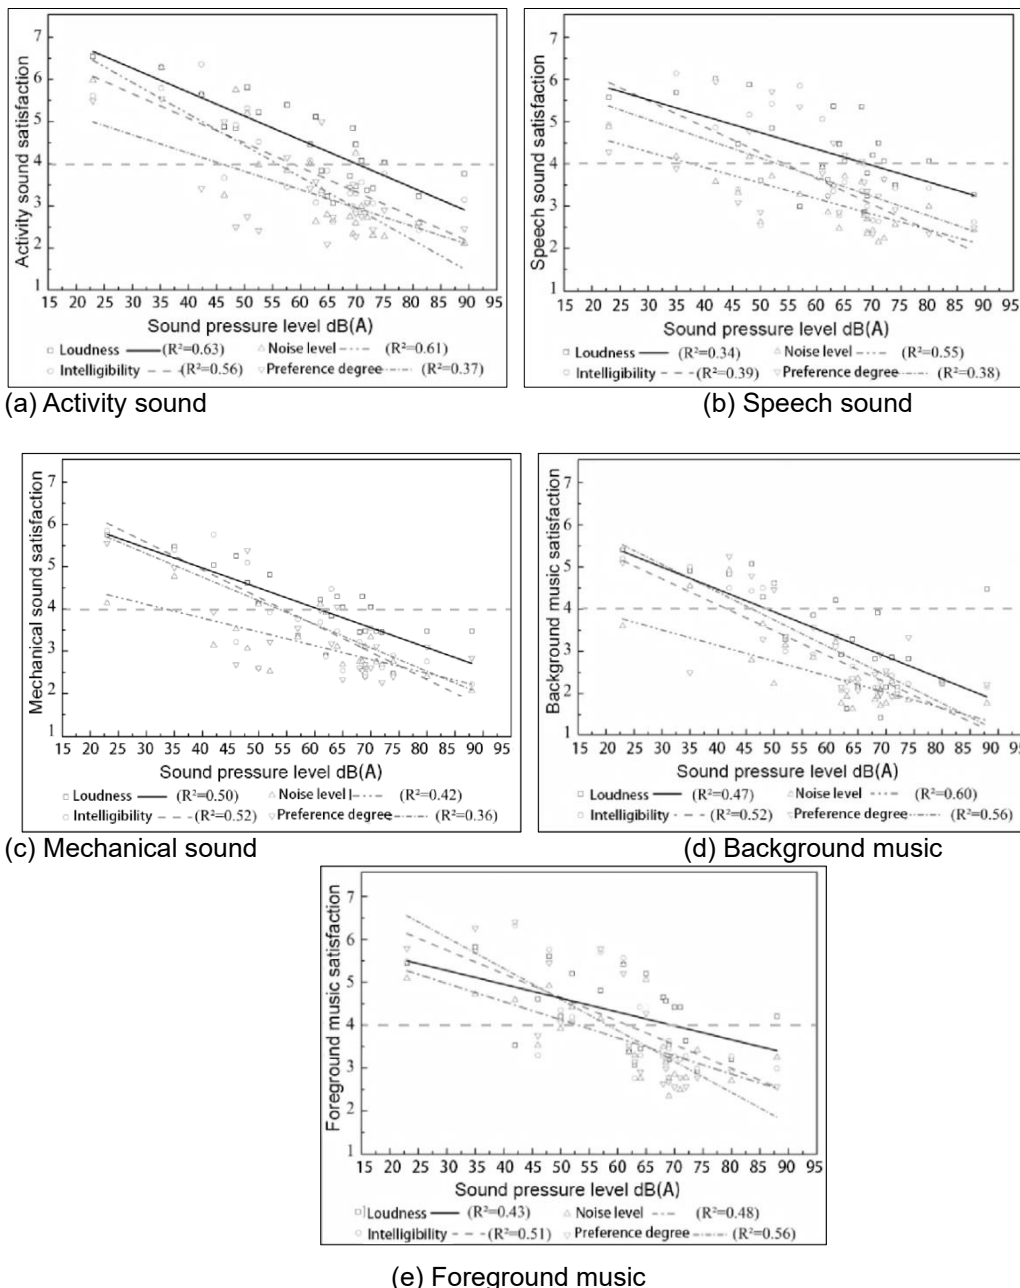 Activity sound satisfaction
7
6
5
4
3
2
1
15 20 25 30 35 40 45 50 55 60 65 70 75 80 85 90 95
Sound pressure level dB(A)
Loudness (R²=0.63) Noise level (R²=0.61)
Intelligibility (R²=0.56) Preference degree (R²=0.37)
(a) Activity sound
Speech sound satisfaction
7
6
5
4
3
2
1
15 20 25 30 35 40 45 50 55 60 65 70 75 80 85 90 95
Sound pressure level dB(A)
Loudness (R²=0.34) Noise level (R²=0.55)
Intelligibility (R²=0.39) Preference degree (R²=0.38)
(b) Speech sound
Mechanical sound satisfaction
7
6
5
4
3
2
1
15 20 25 30 35 40 45 50 55 60 65 70 75 80 85 90 95
Sound pressure level dB(A)
Loudness (R²=0.50) Noise level (R²=0.42)
Intelligibility (R²=0.52) Preference degree (R²=0.36)
(c) Mechanical sound
Background music satisfaction
7
6
5
4
3
2
1
15 20 25 30 35 40 45 50 55 60 65 70 75 80 85 90 95
Sound pressure level dB(A)
Loudness (R²=0.47) Noise level (R²=0.60)
Intelligibility (R²=0.52) Preference degree (R²=0.56)
(d) Background music
Foreground music satisfaction
7
6
5
4
3
2
1
15 20 25 30 35 40 45 50 55 60 65 70 75 80 85 90 95
Sound pressure level dB(A)
Loudness (R²=0.43) Noise level (R²=0.48)
Intelligibility (R²=0.51) Preference degree (R²=0.56)
(e) Foreground music